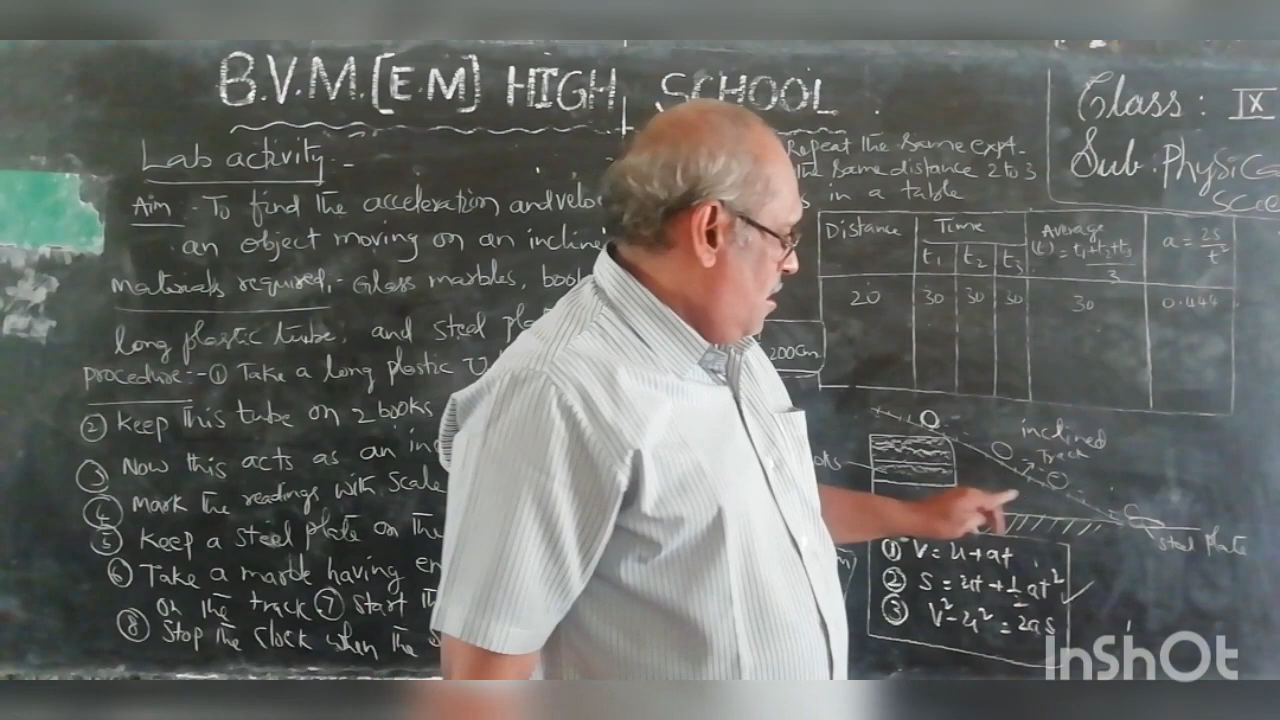 B.V.M.[E.M] HIGH SCHOOL
Class: IX
Sub. Physics
Lab activity -
Aim :- To find the acceleration and velo
an object moving on an incline
Materials required:- Glass marbles, book
long plastic tube, and steel pla
procedure:- ① Take a long plastic
② Keep This tube on 2 books
③ Now this acts as an inc
④ Mark the readings with Scale
⑤ Keep a steel plate on the
⑥ Take a marble having en
on the track ⑦ start th
⑧ Stop the clock when the
Repeat the same expt.
the same distance 2 to 3
in a table
Distance Time Average a = 2s/t²
t₁ t₂ t₃ (t) = t₁+t₂+t₃/3
20 30 30 30 30 0.444
200cm
inclined
track
oks
steel plate
① V = u+at
② S = ut+½at²
③ V²-u² = 2as
InShOt